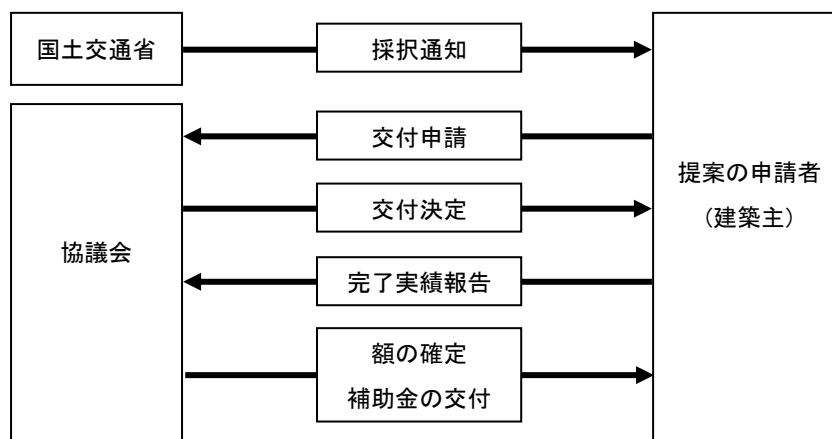 国土交通省
採択通知
交付申請
提案の申請者
（建築主）
交付決定
協議会
完了実績報告
額の確定
補助金の交付